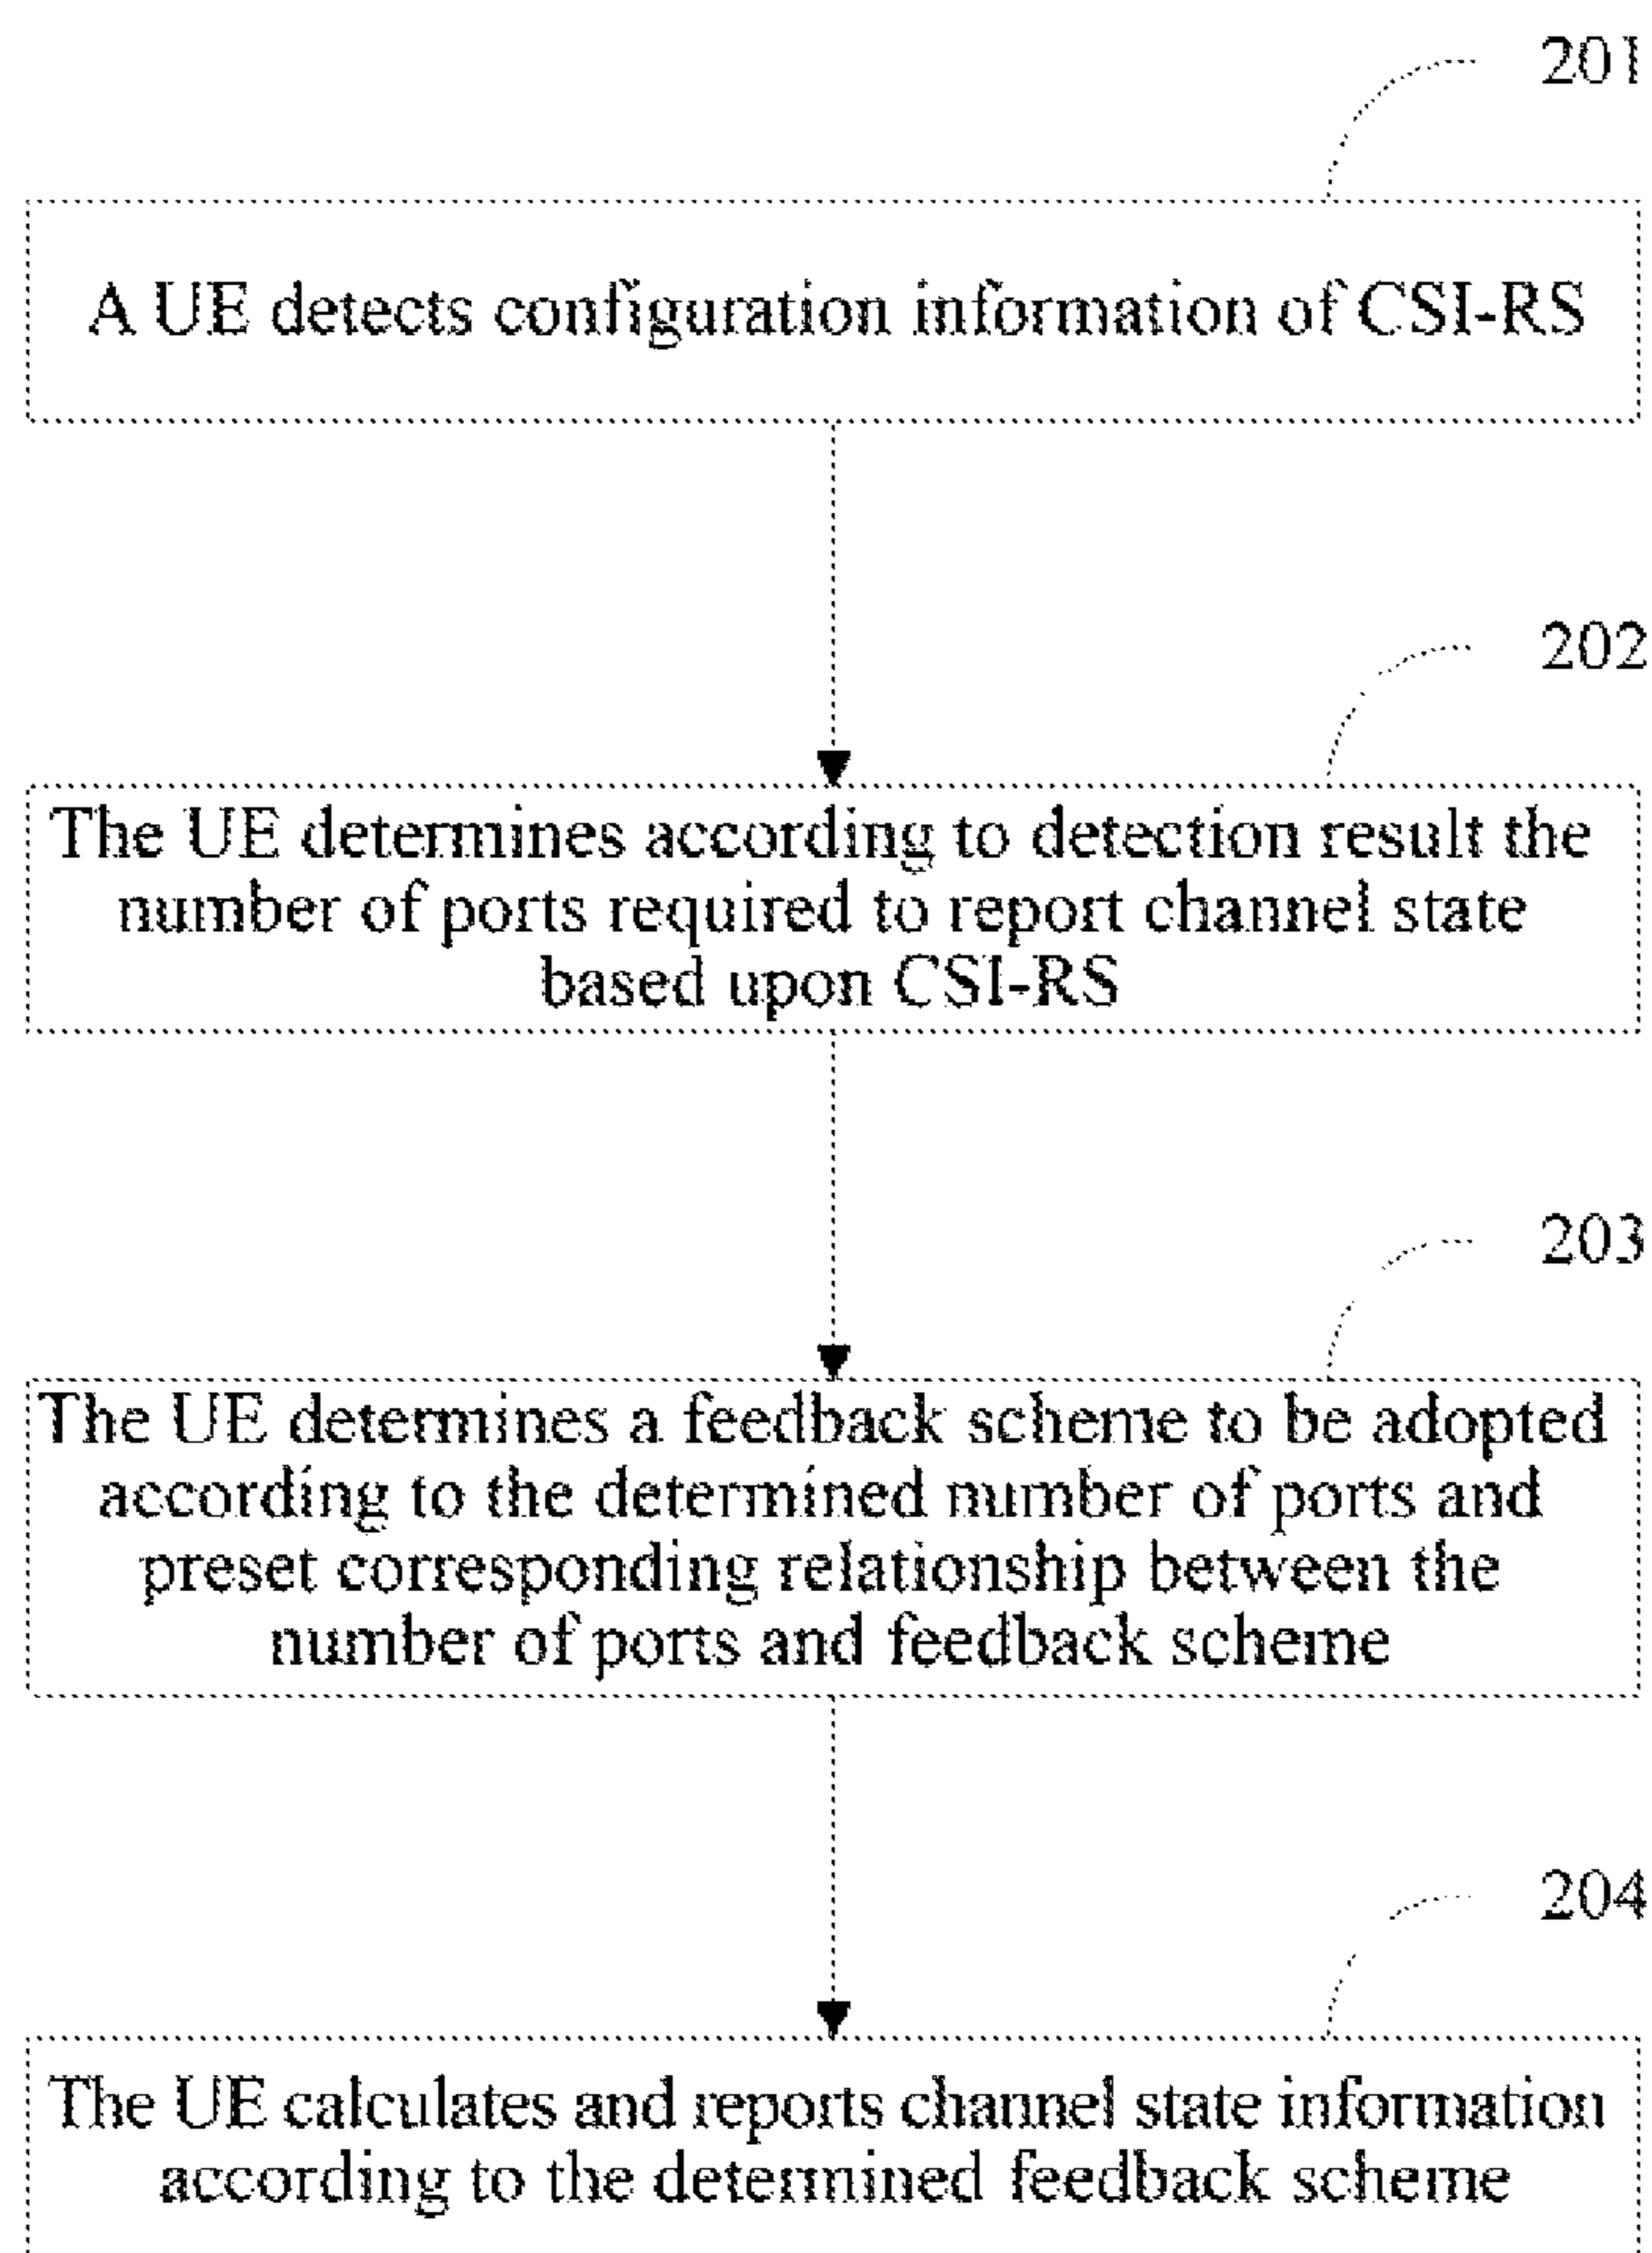 201
A UE detects configuration information of CSI-RS
202
The UE determines according to detection result the
number of ports required to report channel state
based upon CSI-RS
203
The UE determines a feedback scheme to be adopted
according to the determined number of ports and
preset corresponding relationship between the
number of ports and feedback scheme
204
The UE calculates and reports channel state information
according to the determined feedback scheme